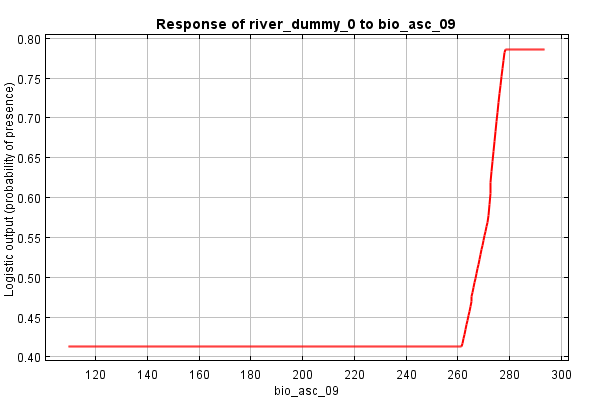 Response of river_dummy_0 to bio_asc_09
Logistic output (probability of presence)
0.80
0.75
0.70
0.65
0.60
0.55
0.50
0.45
0.40
120 140 160 180 200 220 240 260 280 300
bio_asc_09